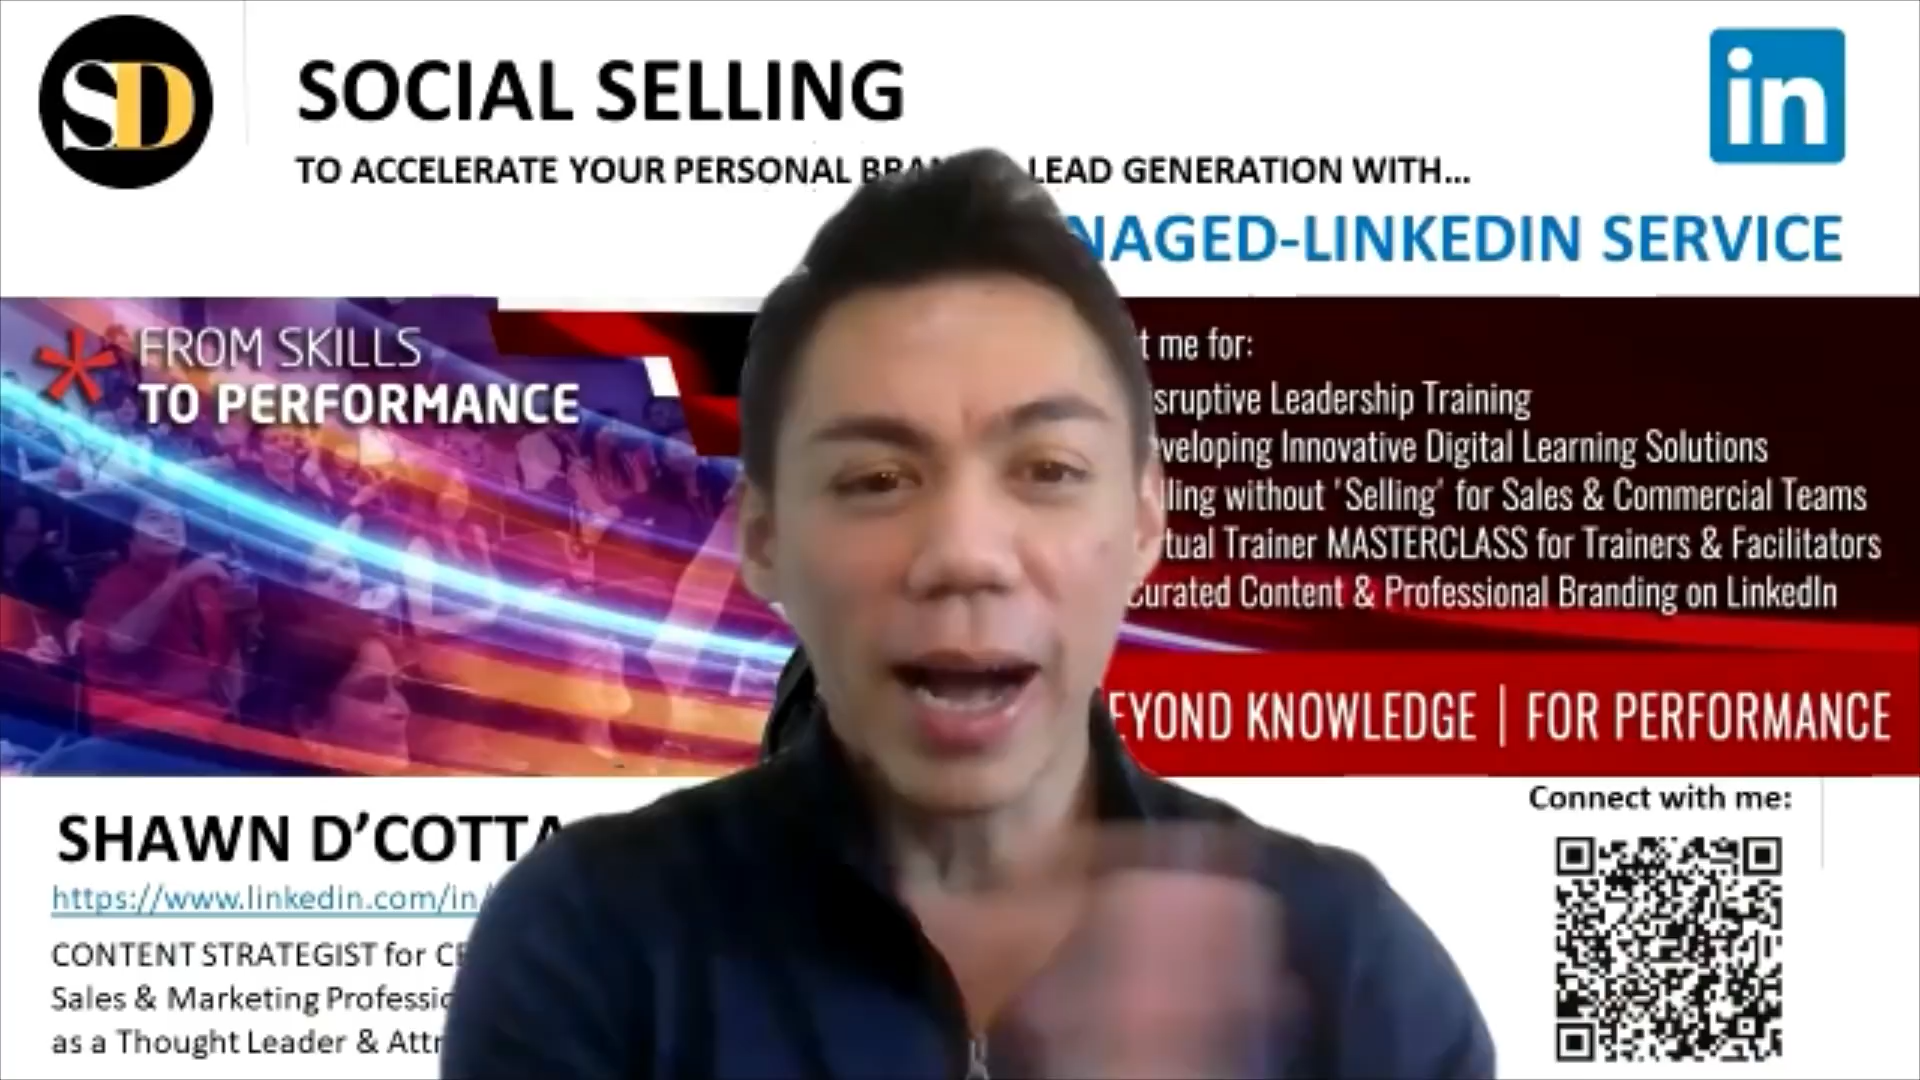 SD
SOCIAL SELLING
in
TO ACCELERATE YOUR PERSONAL LEAD GENERATION WITH...
NAGED-LINKEDIN SERVICE
* FROM SKILLS
TO PERFORMANCE
t me for:
sruptive Leadership Training
veloping Innovative Digital Learning Solutions
lling without 'Selling' for Sales & Commercial Teams
tual Trainer MASTERCLASS for Trainers & Facilitators
Curated Content & Professional Branding on LinkedIn
EYOND KNOWLEDGE | FOR PERFORMANCE
SHAWN D'COTTA
https://www.linkedin.com/in/
CONTENT STRATEGIST for
Sales & Marketing Professio
as a Thought Leader & Attr
Connect with me: